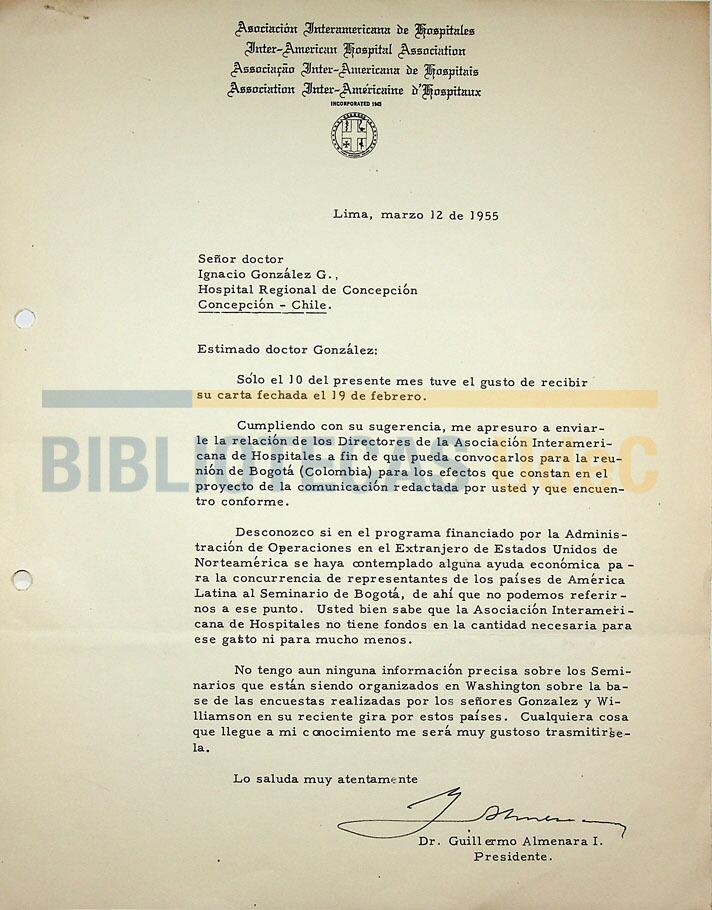 Asociación Interamericana de Hospitales
Inter-American Hospital Association
Associação Inter-Americana de Hospitais
Association Inter-Américaine d'Hospitaux
INCORPORATED 1943
Lima, marzo 12 de 1955
Señor doctor
Ignacio González G.,
Hospital Regional de Concepción
Concepción - Chile.
Estimado doctor González:
Sólo el 10 del presente mes tuve el gusto de recibir
su carta fechada el 19 de febrero.
Cumpliendo con su sugerencia, me apresuro a enviar-
le la relación de los Directores de la Asociación Interameri-
cana de Hospitales a fin de que pueda convocarlos para la reu-
nión de Bogotá (Colombia) para los efectos que constan en el
proyecto de la comunicación redactada por usted y que encuen-
tro conforme.
BIBLIOTECAS
Desconozco si en el programa financiado por la Adminis-
tración de Operaciones en el Extranjero de Estados Unidos de
Norteamérica se haya contemplado alguna ayuda económica pa-
ra la concurrencia de representantes de los países de América
Latina al Seminario de Bogotá, de ahí que no podemos referir-
nos a ese punto. Usted bien sabe que la Asociación Interameri-
cana de Hospitales no tiene fondos en la cantidad necesaria para
ese gasto ni para mucho menos.
No tengo aun ninguna información precisa sobre los Semi-
narios que están siendo organizados en Washington sobre la ba-
se de las encuestas realizadas por los señores Gonzalez y Wi-
lliamson en su reciente gira por estos países. Cualquiera cosa
que llegue a mi conocimiento me será muy gustoso trasmitirse-
la.
Lo saluda muy atentamente
Dr. Guillermo Almenara I.
Presidente.